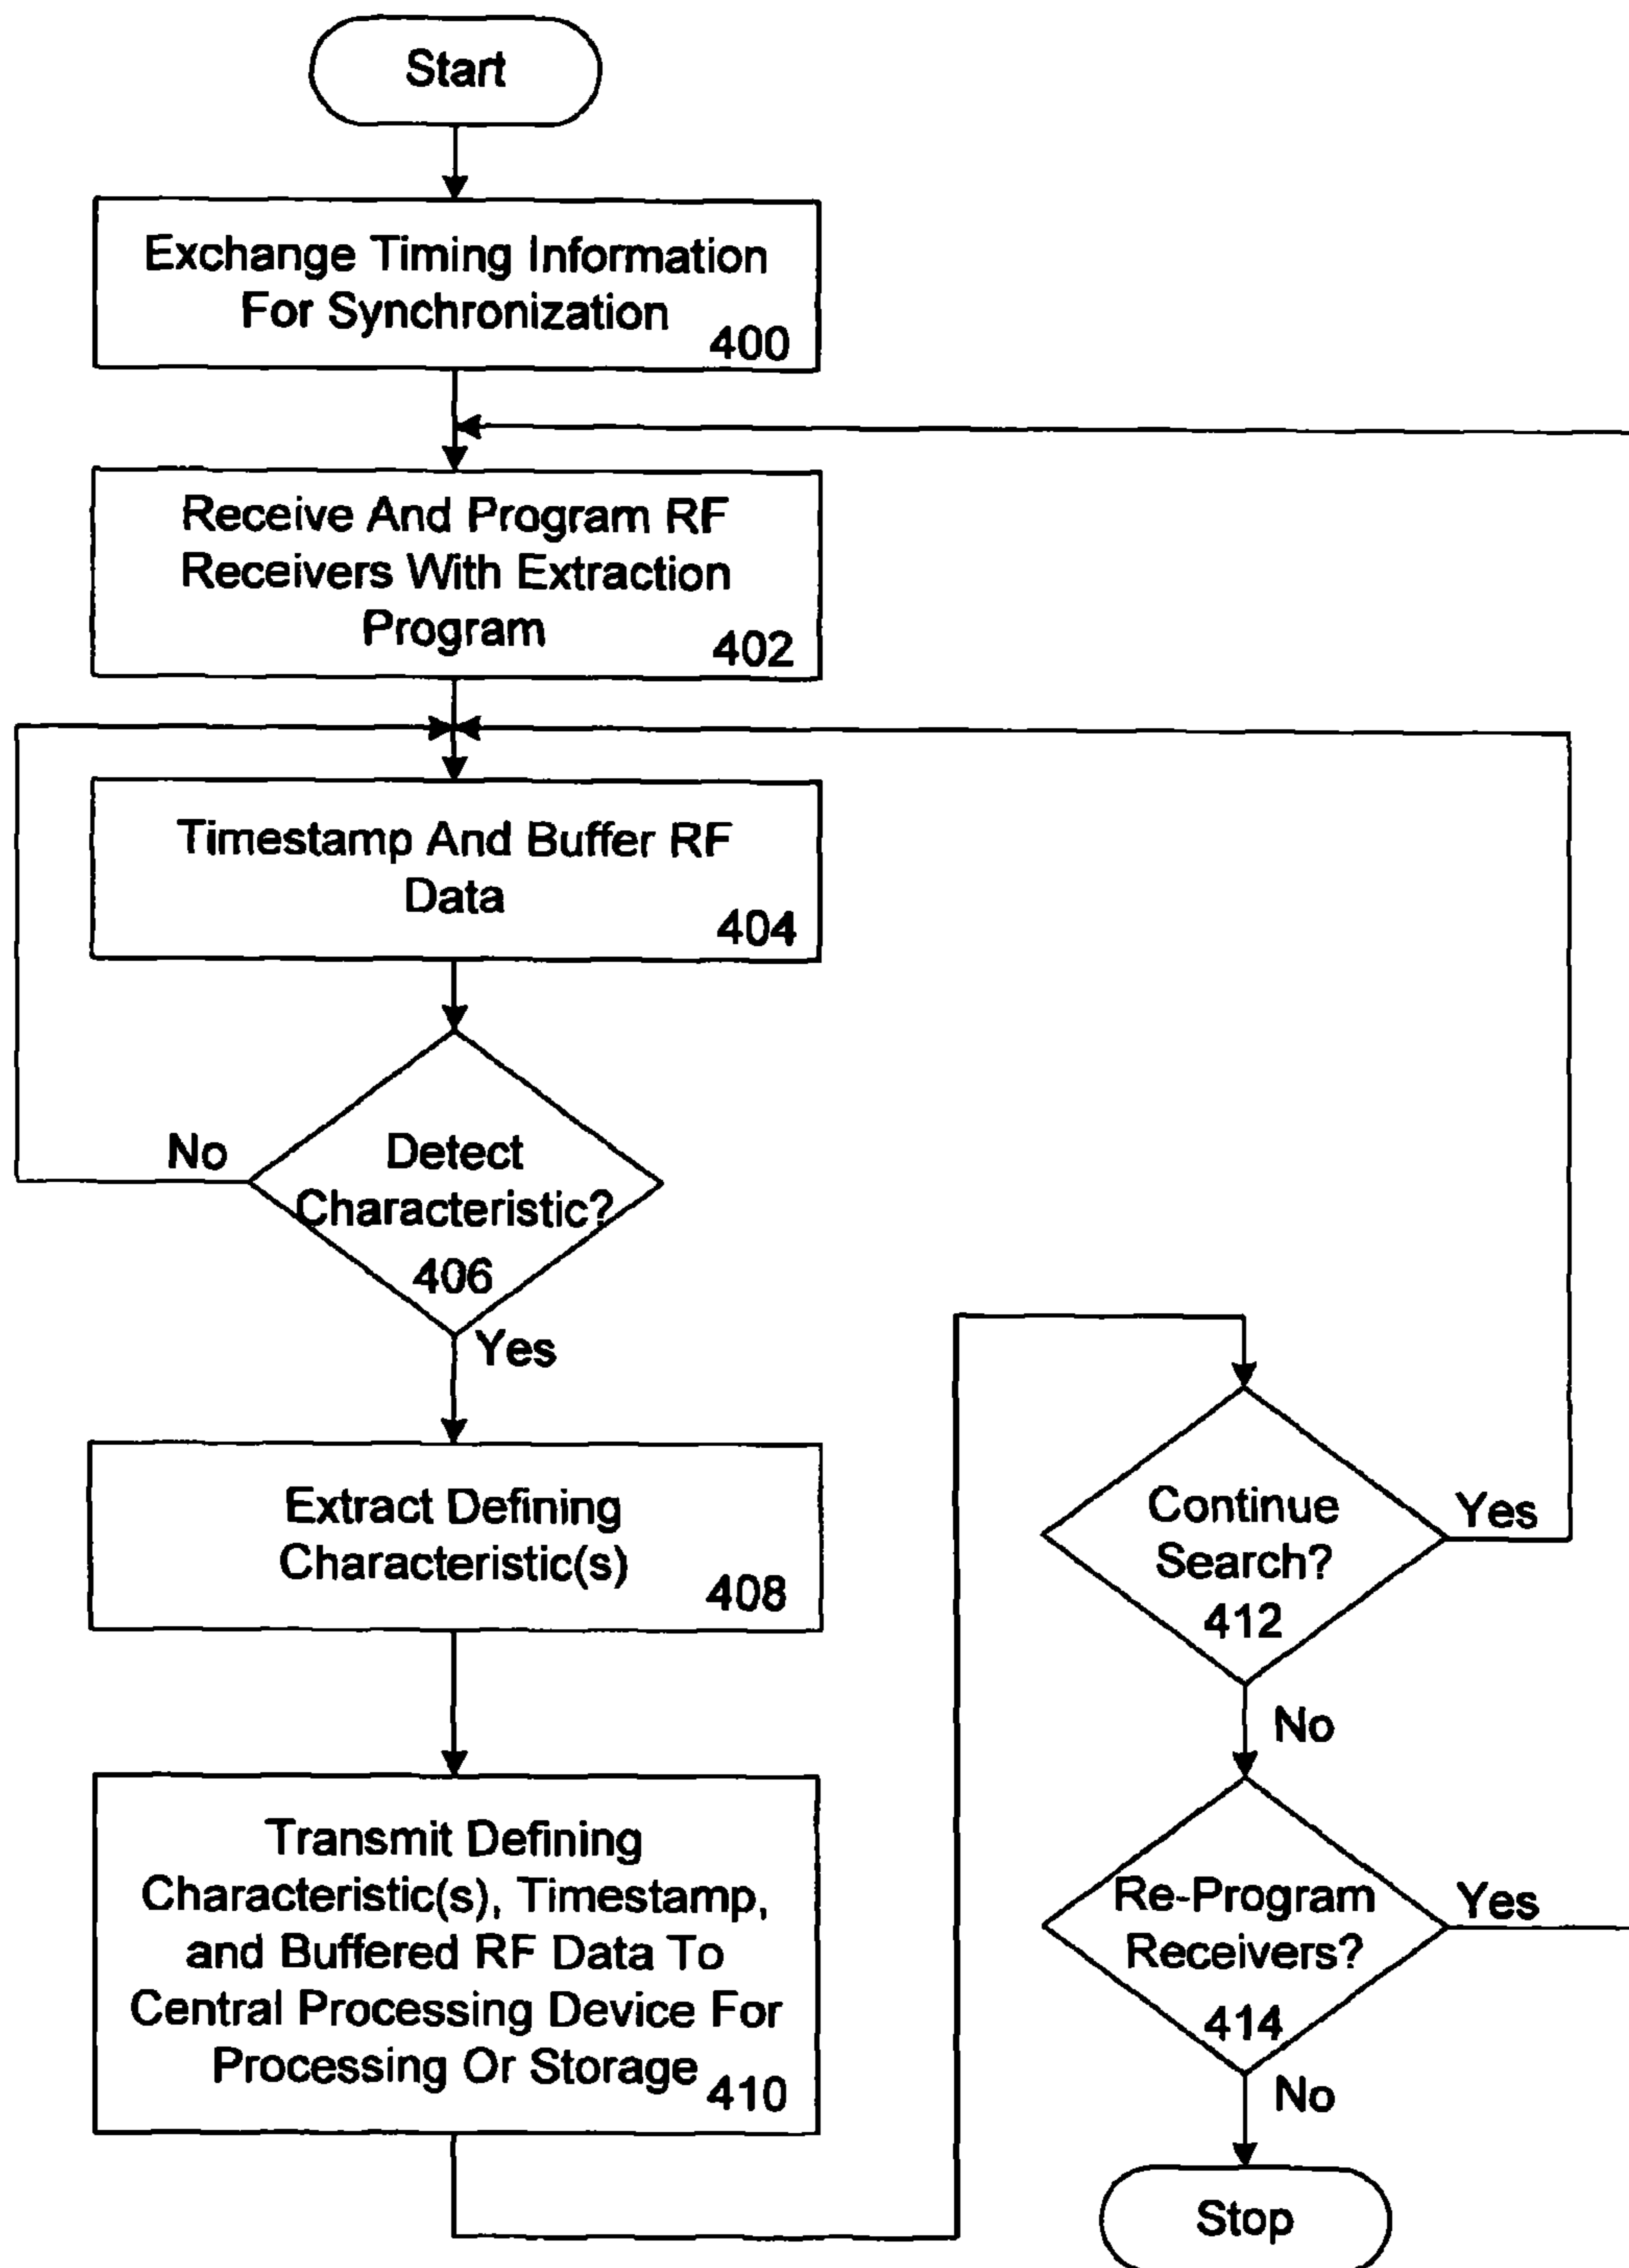 Start
Exchange Timing Information
For Synchronization
400
Receive And Program RF
Receivers With Extraction
Program
402
Timestamp And Buffer RF
Data
404
No
Detect
Characteristic?
406
Yes
Extract Defining
Characteristic(s)
408
Transmit Defining
Characteristic(s), Timestamp,
and Buffered RF Data To
Central Processing Device For
Processing Or Storage
410
Continue
Search?
412
Yes
No
Re-Program
Receivers?
414
Yes
No
Stop